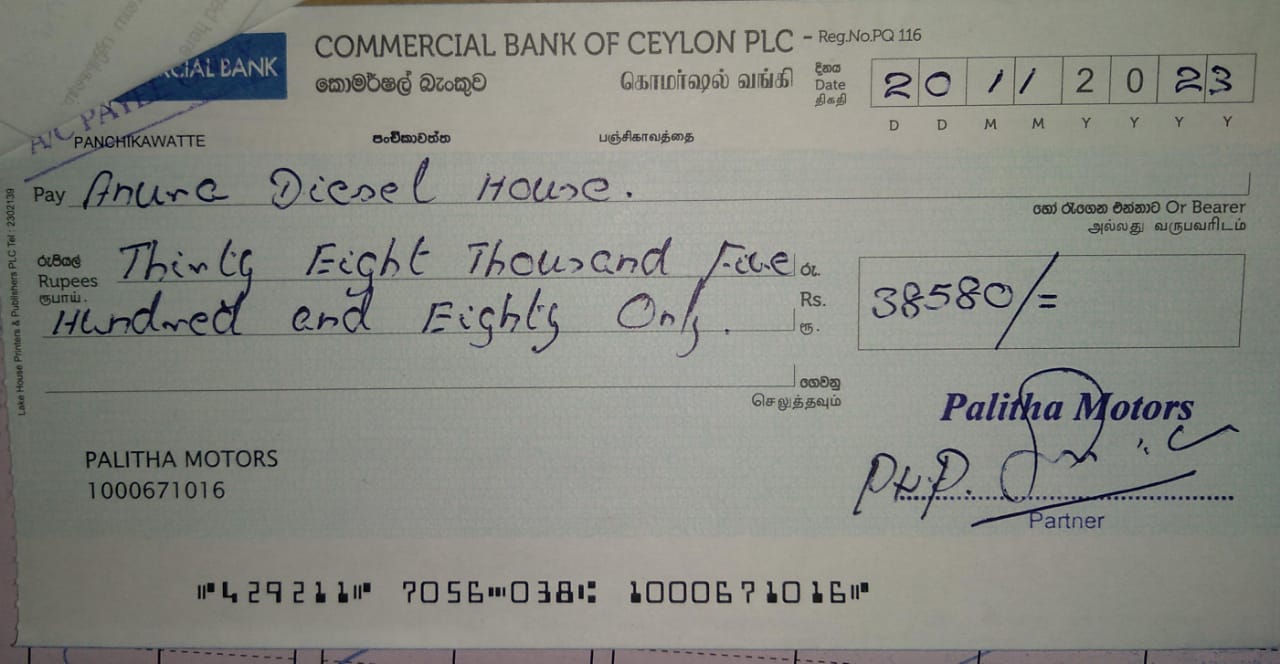 COMMERCIAL BANK OF CEYLON PLC - Reg.No.PQ 116
CIAL BANK
කොමර්ෂල් බැංකුව கொமர்ஷல் வங்கி
දිනය
Date
திகதி
20 11 2023
D D M M Y Y Y Y
A/C PAYEE
PANCHIKAWATTE පංචිකාවත්ත பஞ்சிகாவத்தை
Pay Anura Diesel House.
හෝ රැගෙන එන්නාට Or Bearer
அல்லது வருபவரிடம்
රුපියල්
Rupees
ரூபாய்.
Thirty Eight Thousand Five
Hundred and Eighty Only.
රු.
Rs.
ரூ.
38580/=
ගෙවනු
செலுத்தவும்
Palitha Motors
PALITHA MOTORS
1000671016
Partner
Lake House Printers & Publishers PLC Tel : 2302139
⑈429211⑈ 7056⑉038⑆ 1000671016⑈